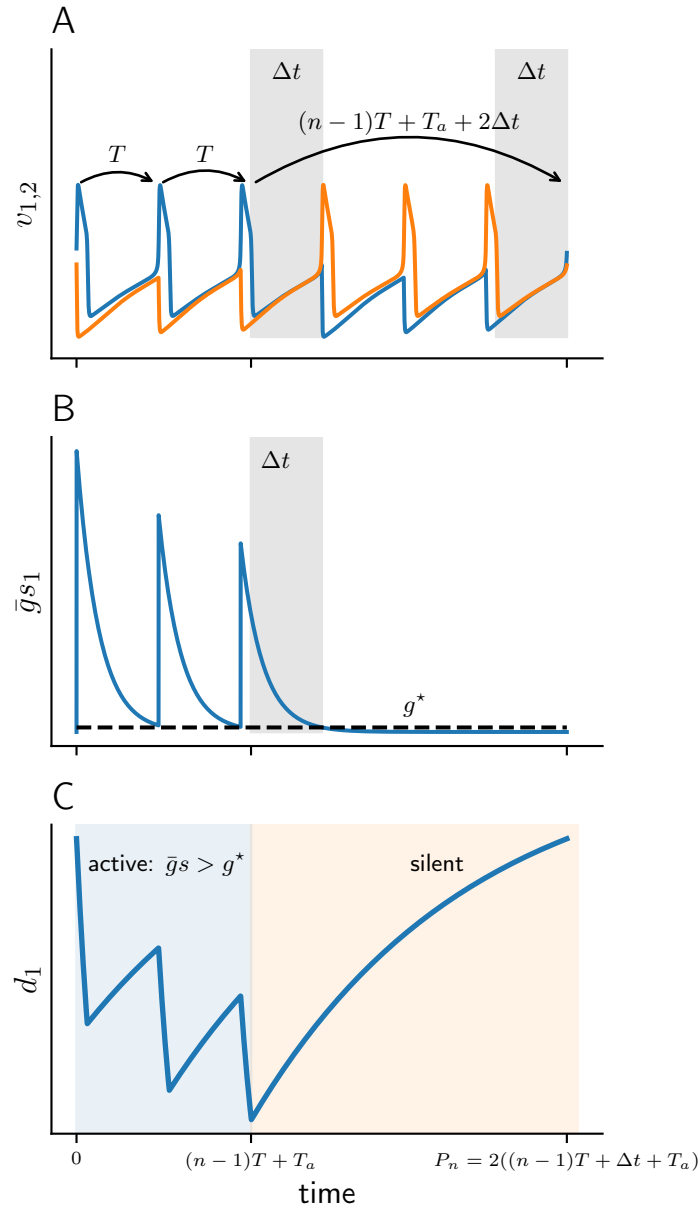 A
Δt
Δt
(n − 1)T + T_a + 2Δt
T
T
v_{1,2}
B
Δt
ḡs_1
g⋆
C
active: ḡs > g⋆
silent
d_1
0
(n − 1)T + T_a
P_n = 2((n − 1)T + Δt + T_a)
time